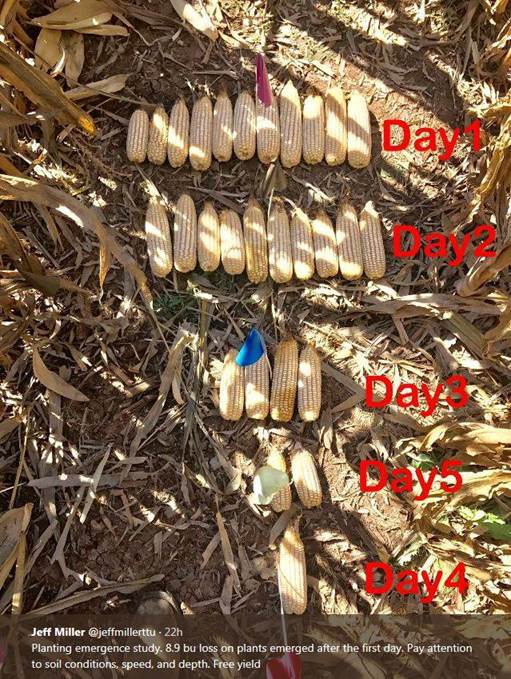 Day1
Day2
Day3
Day5
Day4
Jeff Miller @jeffmillerttu · 22h
Planting emergence study. 8.9 bu loss on plants emerged after the first day. Pay attention
to soil conditions, speed, and depth. Free yield